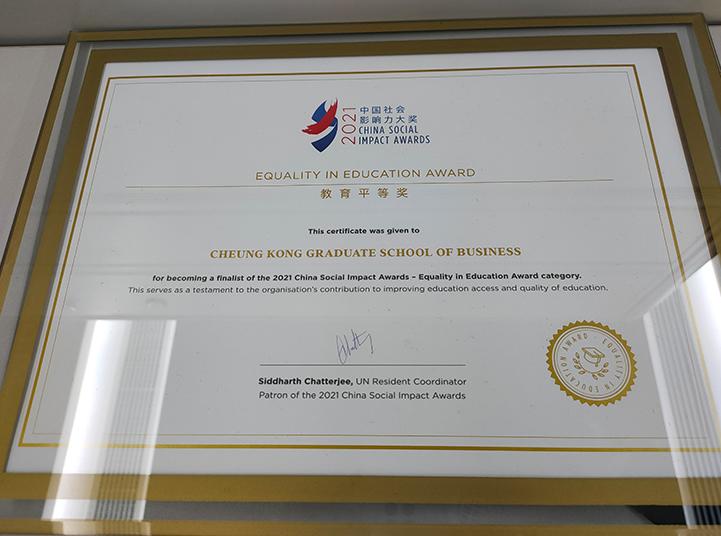 2021
中国社会
影响力大奖
CHINA SOCIAL
IMPACT AWARDS
EQUALITY IN EDUCATION AWARD
教育平等奖
This certificate was given to
CHEUNG KONG GRADUATE SCHOOL OF BUSINESS
for becoming a finalist of the 2021 China Social Impact Awards – Equality in Education Award category.
This serves as a testament to the organisation's contribution to improving education access and quality of education.
Siddharth Chatterjee, UN Resident Coordinator
Patron of the 2021 China Social Impact Awards
EQUALITY IN EDUCATION AWARD